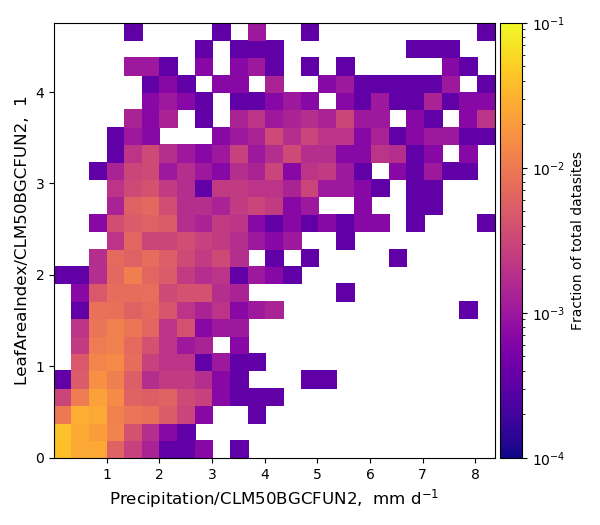 LeafAreaIndex/CLM50BGCFUN2,  1
4
3
2
1
0
1 2 3 4 5 6 7 8
Precipitation/CLM50BGCFUN2,  mm d⁻¹
10⁻¹
10⁻²
10⁻³
10⁻⁴
Fraction of total datasites